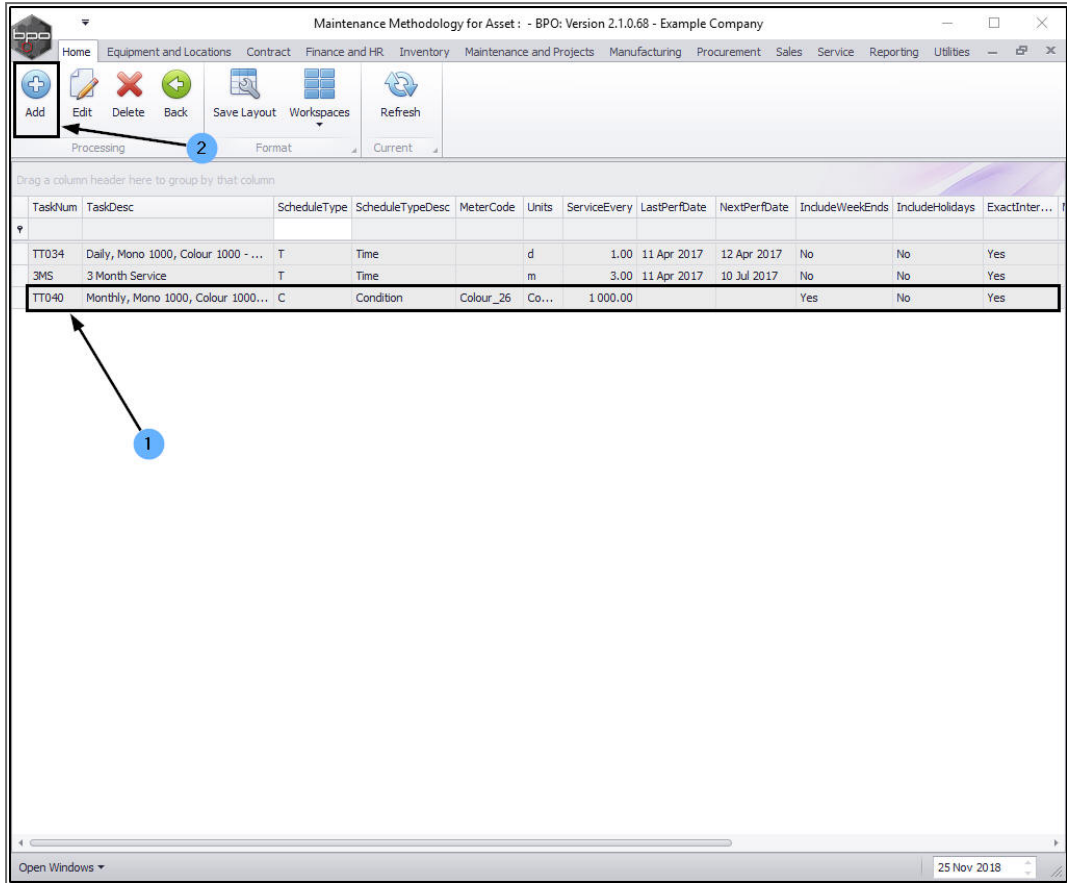 Maintenance Methodology for Asset : - BPO: Version 2.1.0.68 - Example Company
bpo
Home Equipment and Locations Contract Finance and HR Inventory Maintenance and Projects Manufacturing Procurement Sales Service Reporting Utilities
Add Edit Delete Back Save Layout Workspaces Refresh
Processing 2 Format Current
Drag a column header here to group by that column
TaskNum TaskDesc ScheduleType ScheduleTypeDesc MeterCode Units ServiceEvery LastPerfDate NextPerfDate IndudeWeekEnds IncludeHolidays ExactInter...
TT034 Daily, Mono 1000, Colour 1000 - ... T Time d 1.00 11 Apr 2017 12 Apr 2017 No No Yes
3MS 3 Month Service T Time m 3.00 11 Apr 2017 10 Jul 2017 No No Yes
TT040 Monthly, Mono 1000, Colour 1000... C Condition Colour_26 Co... 1 000.00 Yes No Yes
1
Open Windows 25 Nov 2018